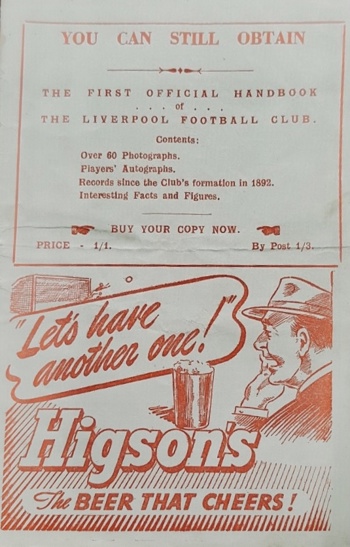 YOU CAN STILL OBTAIN
THE FIRST OFFICIAL HANDBOOK
. . . . of . . . .
THE LIVERPOOL FOOTBALL CLUB.
Contents:
Over 60 Photographs.
Players' Autographs.
Records since the Club's formation in 1892.
Interesting Facts and Figures.
BUY YOUR COPY NOW.
PRICE - 1/1. By Post 1/3.
"Let's have
another one!"
Higson's
The BEER THAT CHEERS!